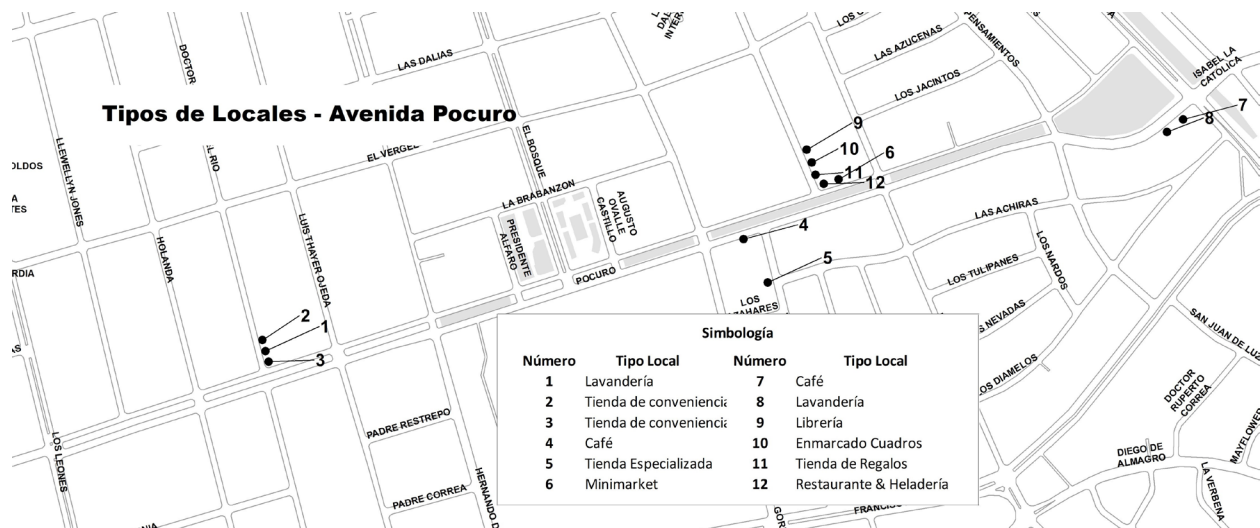 Tipos de Locales - Avenida Pocuro
LOS
LAS AZUCENAS
PENSAMIENTOS
LOS JACINTOS
ISABEL LA
CATOLICA
DOCTOR
LAS DALIAS
EL BOSQUE
EL VERGEL
LLEWELLYN JONES
HOLANDA
LUIS THAYER OJEDA
LA BRABANZON
PRESIDENTE
ALFARO
AUGUSTO
OVALLE
CASTILLO
POCURO
9
10
6
11
12
7
8
4
5
2
1
3
LAS ACHIRAS
LOS TULIPANES
LOS NARDOS
LOS
NEVADAS
DIAMELOS
SAN JUAN DE LUZ
DOCTOR
RUPERTO
CORREA
DIEGO DE
ALMAGRO
LA VERBENA
LOS LEONES
PADRE RESTREPO
PADRE CORREA
Simbología
Número Tipo Local Número Tipo Local
1 Lavandería 7 Café
2 Tienda de conveniencia 8 Lavandería
3 Tienda de conveniencia 9 Librería
4 Café 10 Enmarcado Cuadros
5 Tienda Especializada 11 Tienda de Regalos
6 Minimarket 12 Restaurante & Heladería